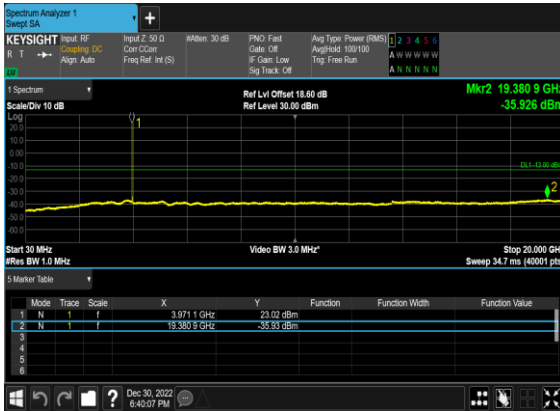 Spectrum Analyzer 1
Swept SA
KEYSIGHT Input: RF Input Z: 50 Ω #Atten: 30 dB PNO: Fast Avg Type: Power (RMS) 1 2 3 4 5 6
R T Coupling: DC Corr CCorr Gate: Off Avg|Hold: 100/100 A W W W W W
Align: Auto Freq Ref: Int (S) IF Gain: Low Trig: Free Run
LXI Sig Track: Off A N N N N N
1 Spectrum Ref Lvl Offset 18.60 dB Mkr2 19.380 9 GHz
Scale/Div 10 dB Ref Level 30.00 dBm -35.926 dBm
Log
20.0
10.0
0.00
-10.0
-20.0
-30.0
-40.0
-50.0
-60.0
1
DL1 -13.00 dBm
2
Start 30 MHz Video BW 3.0 MHz* Stop 20.000 GHz
#Res BW 1.0 MHz Sweep 34.7 ms (40001 pts)
5 Marker Table
Mode Trace Scale X Y Function Function Width Function Value
1 N 1 f 3.971 1 GHz 23.02 dBm
2 N 1 f 19.380 9 GHz -35.93 dBm
3
4
5
6
Dec 30, 2022
6:40:07 PM